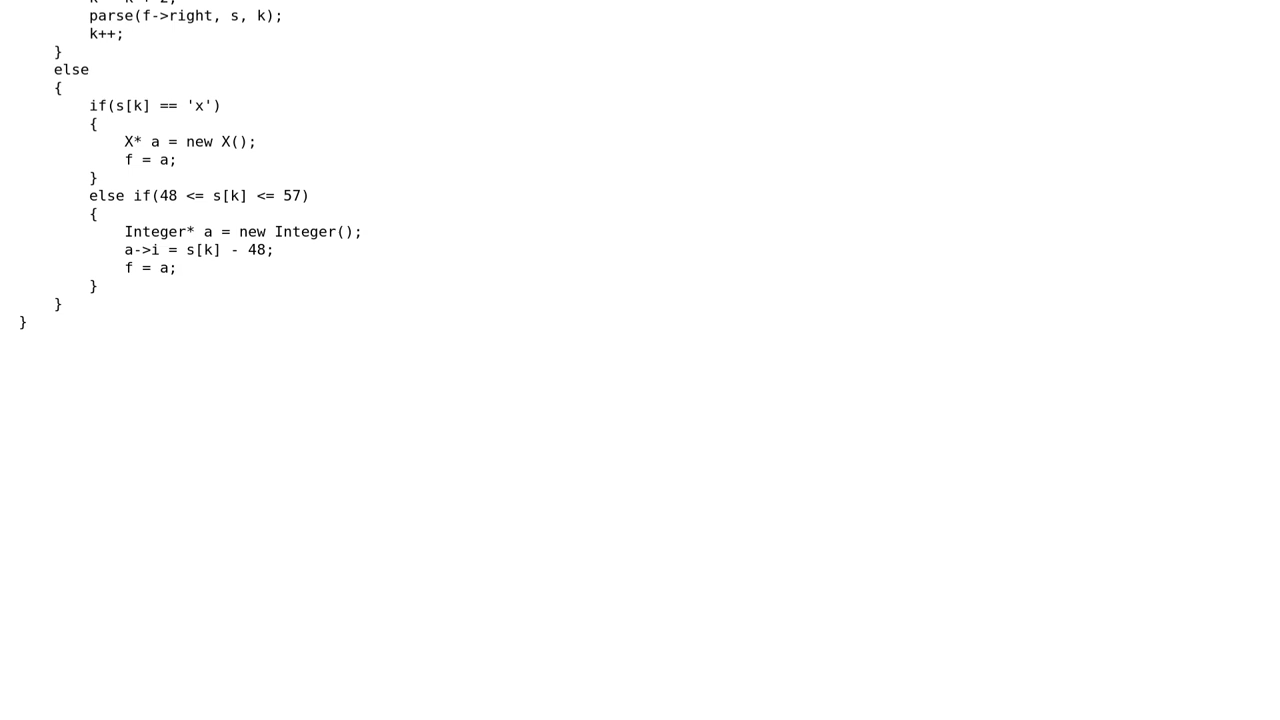 parse(f->right, s, k);
k++;
}
else
{
if(s[k] == 'x')
{
X* a = new X();
f = a;
}
else if(48 <= s[k] <= 57)
{
Integer* a = new Integer();
a->i = s[k] - 48;
f = a;
}
}
}